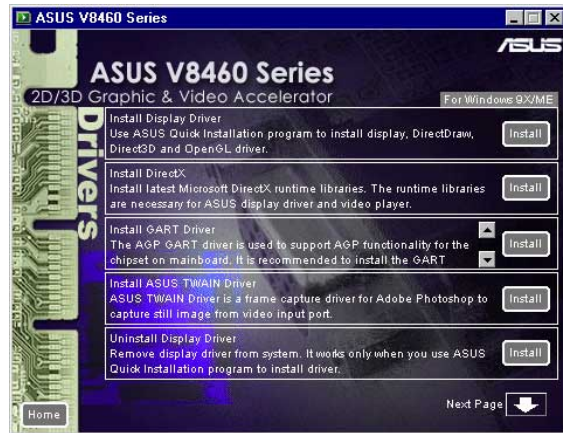 ASUS V8460 Series
ASUS
ASUS V8460 Series
2D/3D Graphic & Video Accelerator
For Windows 9X/ME
Drivers
Install Display Driver
Use ASUS Quick Installation program to install display, DirectDraw,
Direct3D and OpenGL driver.
Install
Install DirectX
Install latest Microsoft DirectX runtime libraries. The runtime libraries
are necessary for ASUS display driver and video player.
Install
Install GART Driver
The AGP GART driver is used to support AGP functionality for the
chipset on mainboard. It is recommended to install the GART
Install
Install ASUS TWAIN Driver
ASUS TWAIN Driver is a frame capture driver for Adobe Photoshop to
capture still image from video input port.
Install
Uninstall Display Driver
Remove display driver from system. It works only when you use ASUS
Quick Installation program to install driver.
Install
Next Page
Home